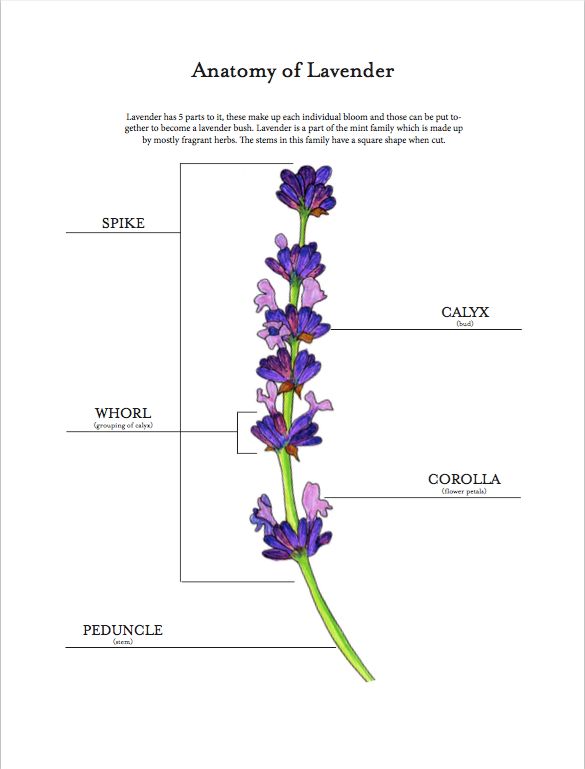 Anatomy of Lavender
Lavender has 5 parts to it, these make up each individual bloom and those can be put to-
gether to become a lavender bush. Lavender is a part of the mint family which is made up
by mostly fragrant herbs. The stems in this family have a square shape when cut.
SPIKE
CALYX
(bud)
WHORL
(grouping of calyx)
COROLLA
(flower petals)
PEDUNCLE
(stem)